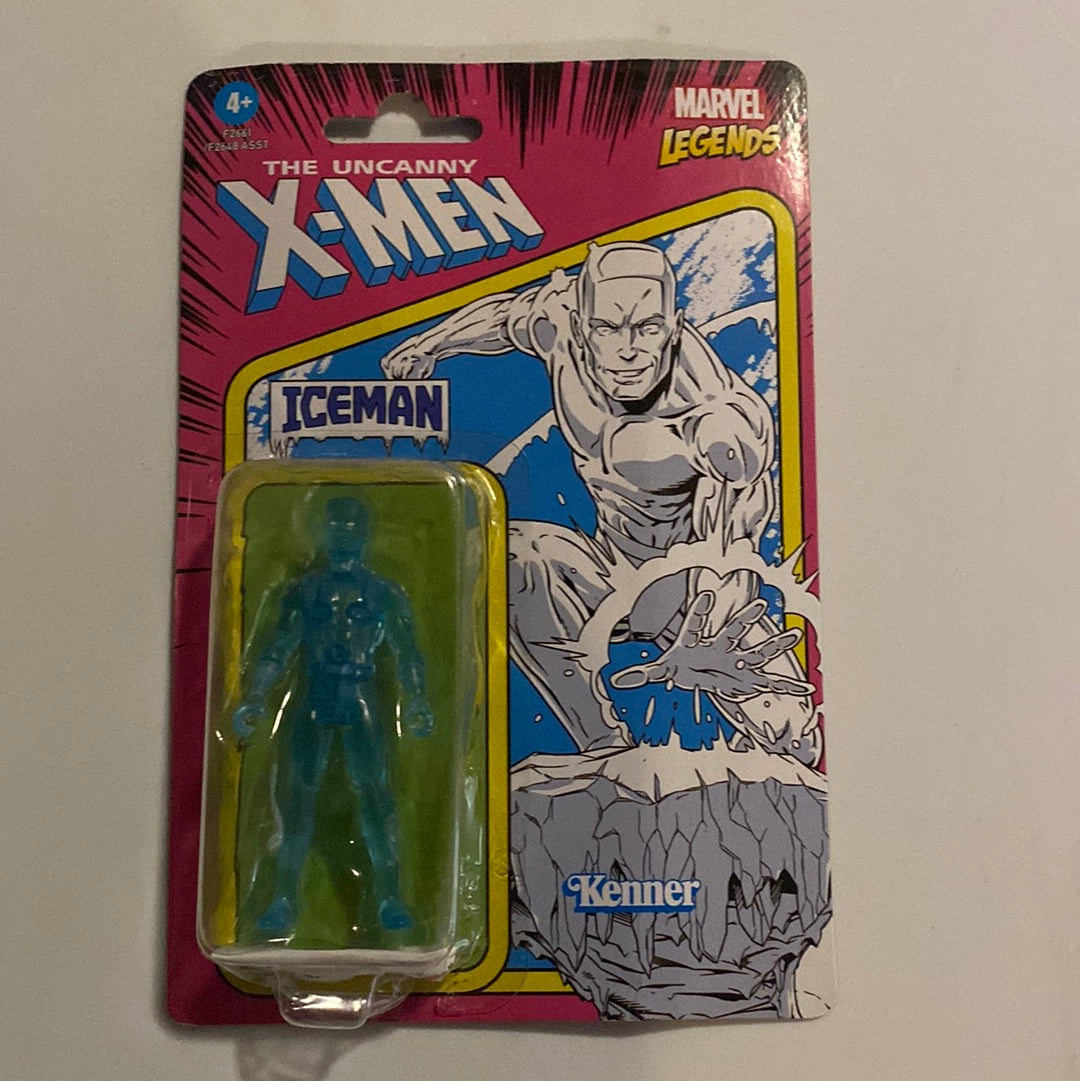 4+
F2661
/F2648 ASST
MARVEL
LEGENDS
THE UNCANNY
X-MEN
ICEMAN
Kenner